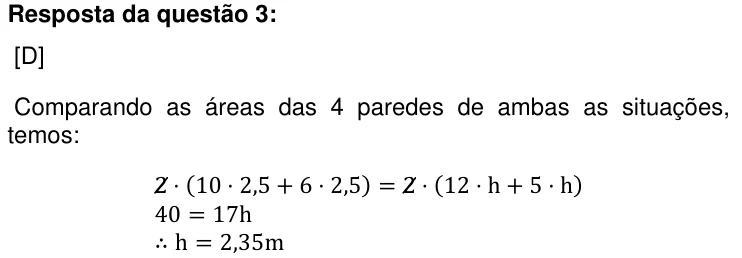 Resposta da questão 3:
[D]
Comparando as áreas das 4 paredes de ambas as situações,
temos:
2 · (10 · 2,5 + 6 · 2,5) = 2 · (12 · h + 5 · h)
40 = 17h
∴ h = 2,35m